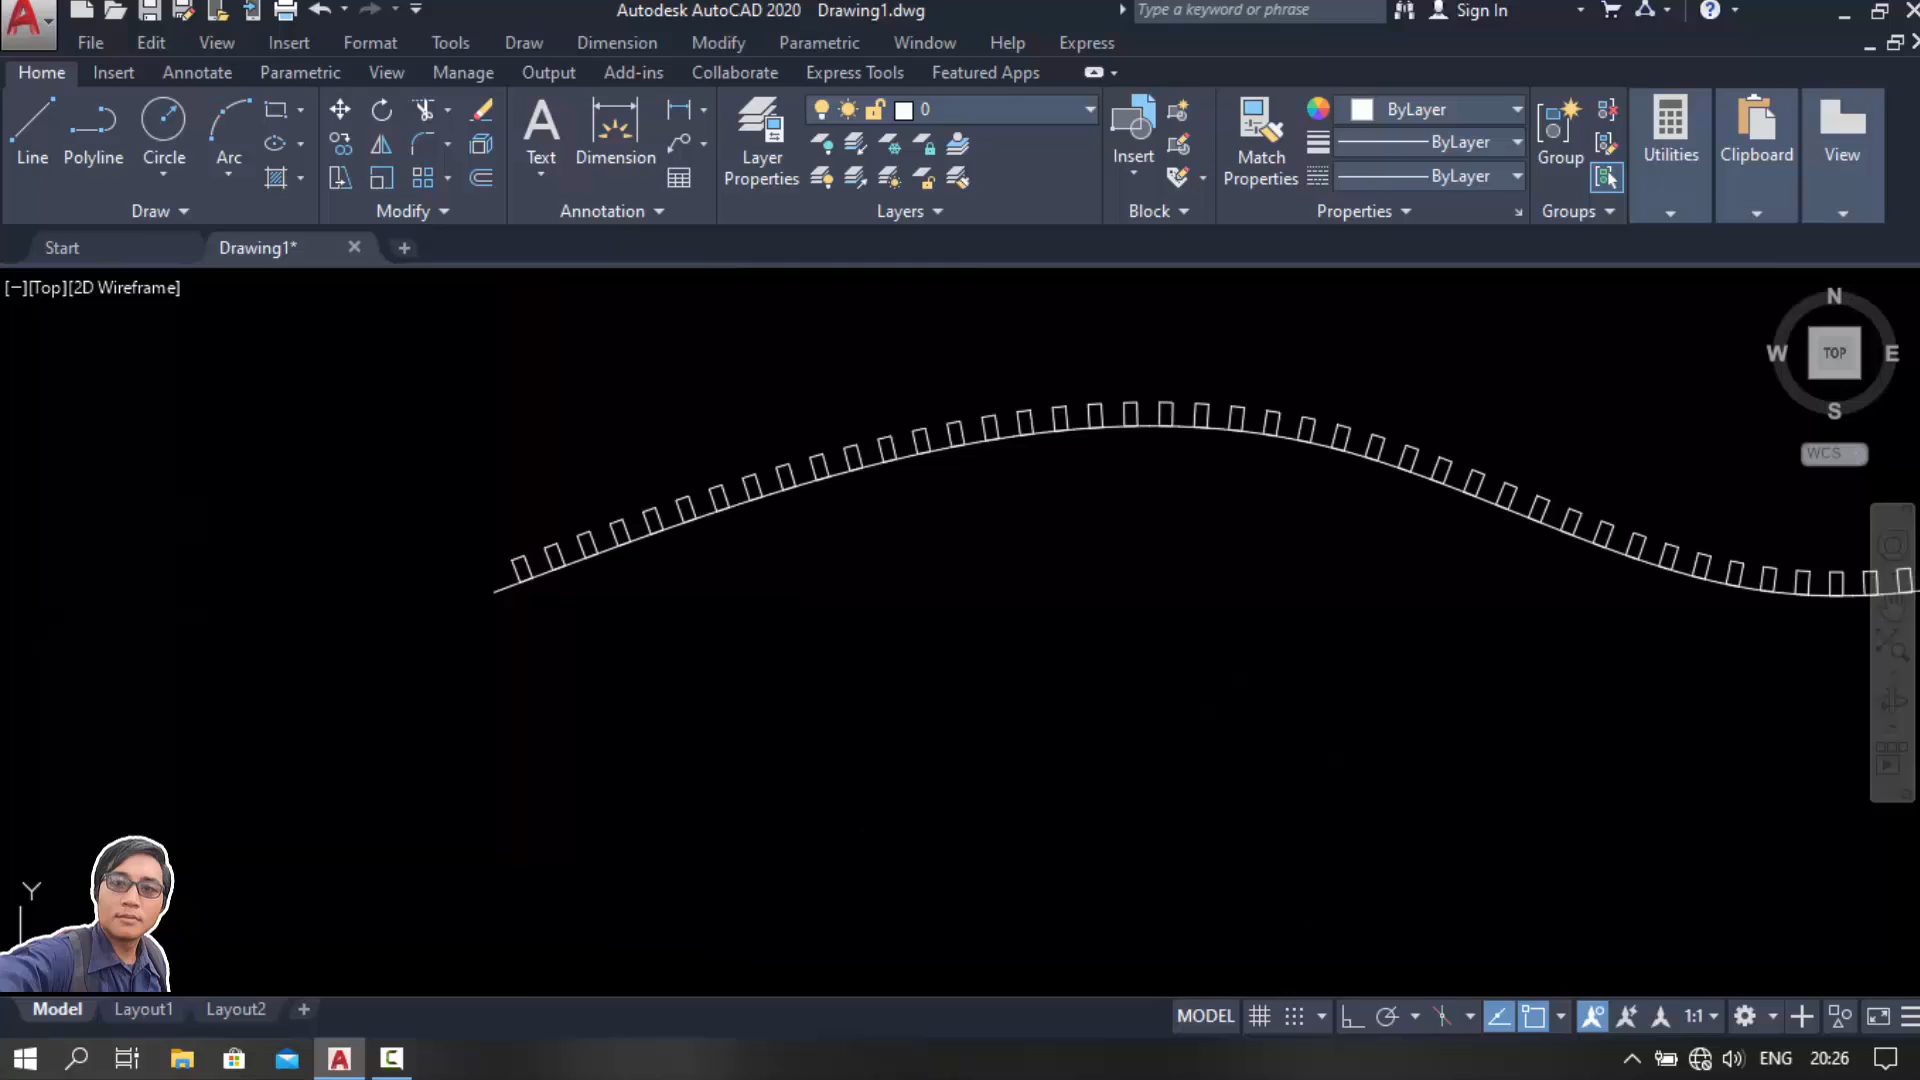 Autodesk AutoCAD 2020 Drawing1.dwg
Type a keyword or phrase
Sign In
File Edit View Insert Format Tools Draw Dimension Modify Parametric Window Help Express
Home Insert Annotate Parametric View Manage Output Add-ins Collaborate Express Tools Featured Apps
Line Polyline Circle Arc
Text Dimension
Layer Properties
0
Insert
Match Properties
ByLayer
ByLayer
ByLayer
Group
Utilities Clipboard View
Draw Modify Annotation Layers Block Properties Groups
Start Drawing1*
[−][Top][2D Wireframe]
N
W TOP E
S
WCS
Y
Model Layout1 Layout2
MODEL 1:1
ENG 20:26